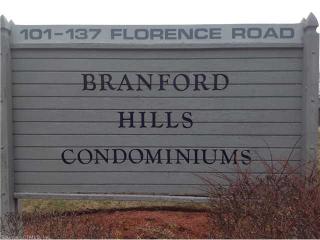 101-137 FLORENCE ROAD
BRANFORD
HILLS
CONDOMINIUMS